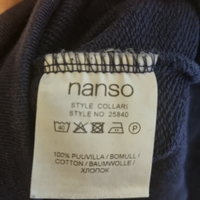 nanso
STYLE COLLARI
STYLE NO 25840
40
100% PUUVILLA / BOMULL /
COTTON / BAUMWOLLE /
ХЛОПОК